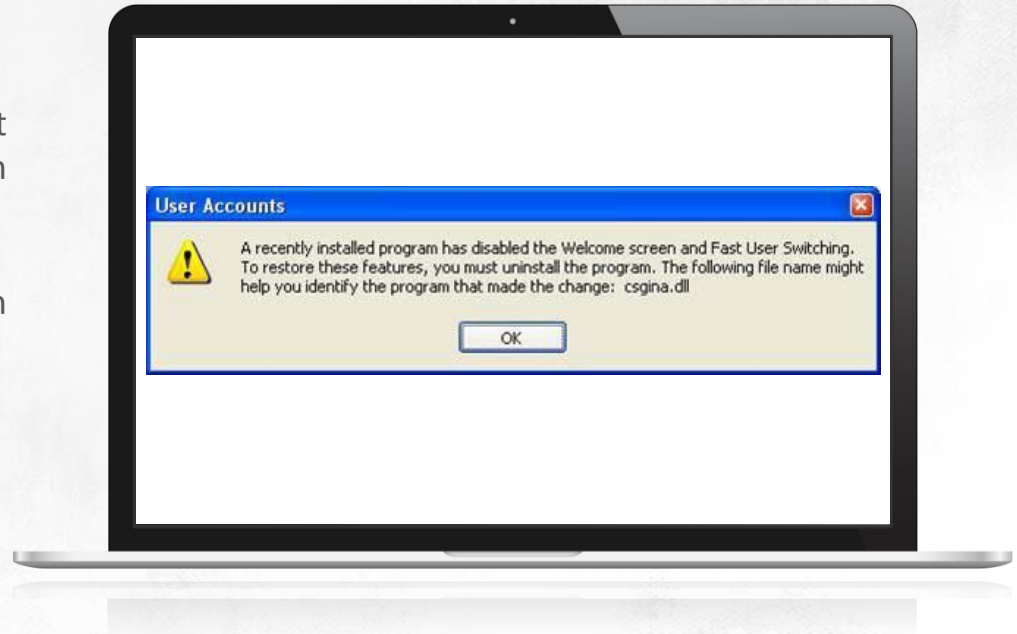 t
n
n
User Accounts
A recently installed program has disabled the Welcome screen and Fast User Switching.
To restore these features, you must uninstall the program. The following file name might
help you identify the program that made the change: csgina.dll
OK